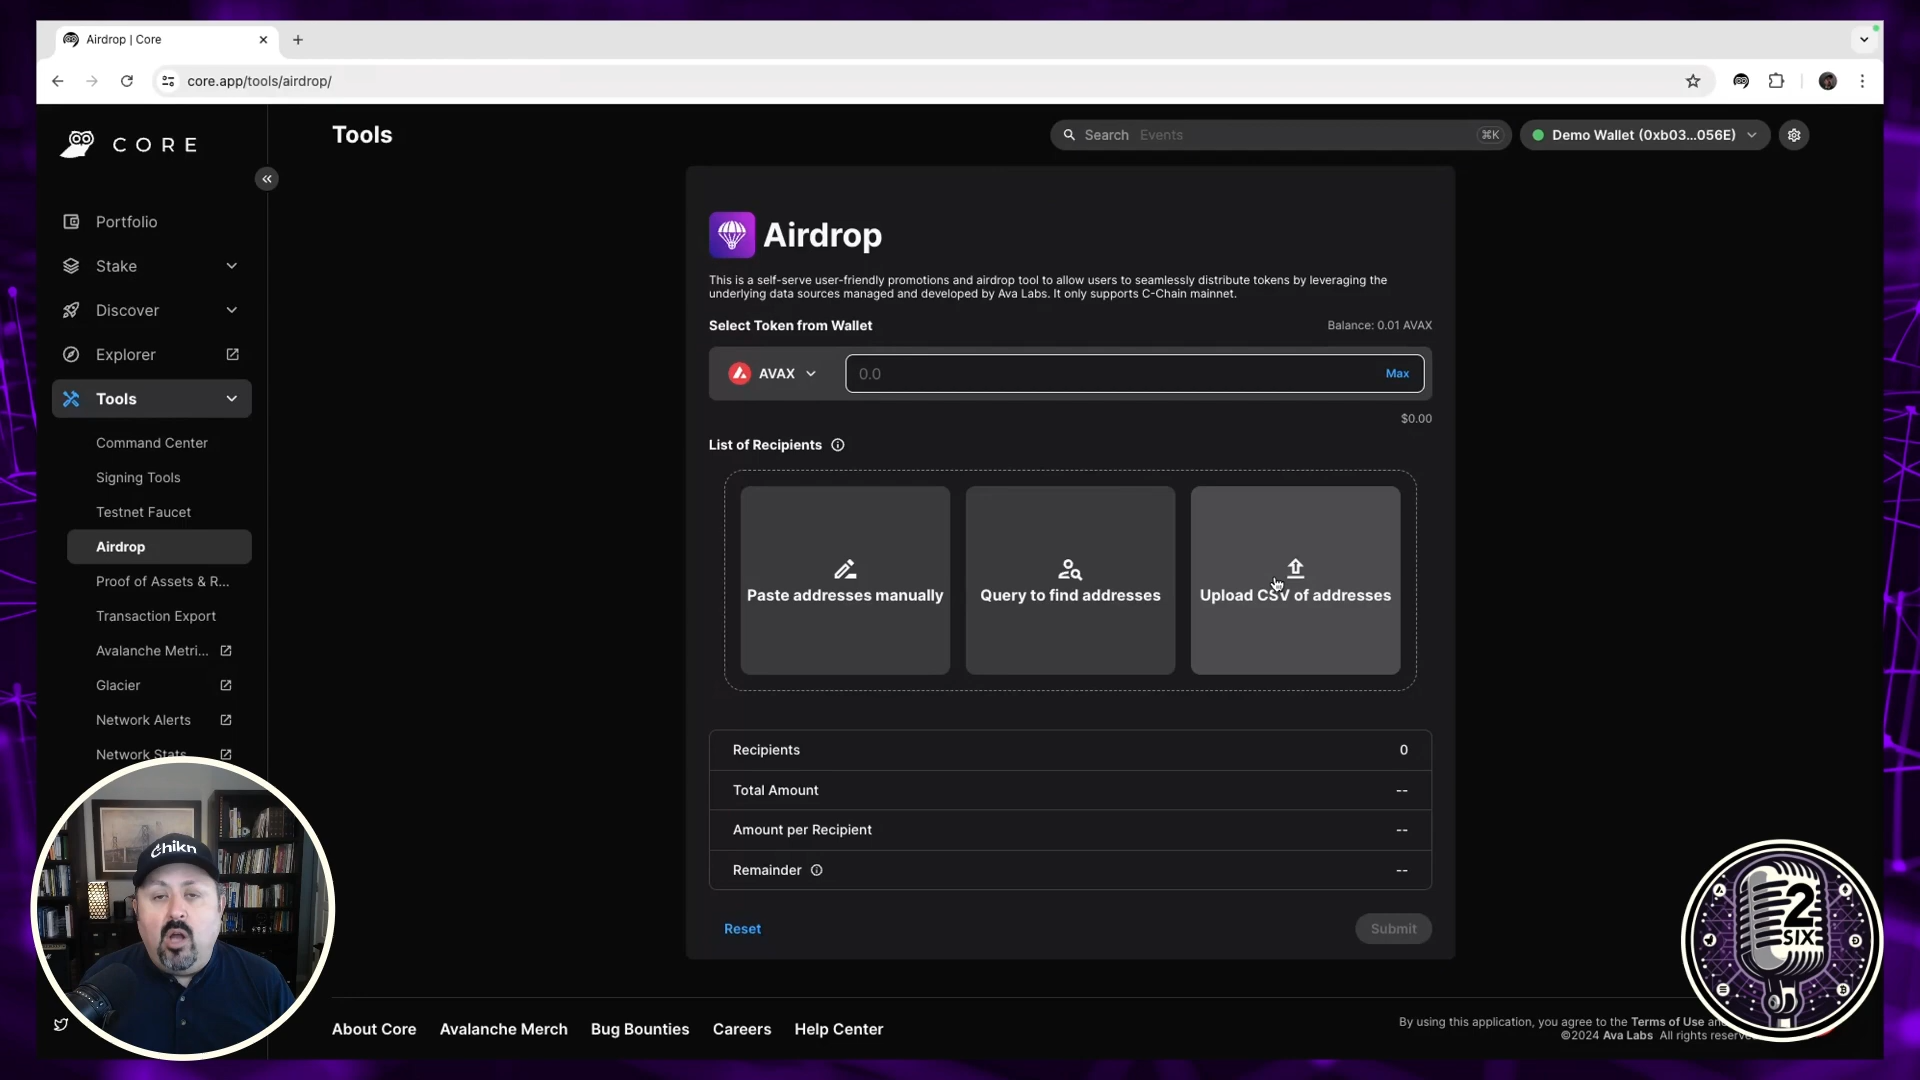 Airdrop | Core
core.app/tools/airdrop/
CORE
Tools
Search Events
⌘K
Demo Wallet (0xb03...056E)
Portfolio
Stake
Discover
Explorer
Tools
Command Center
Signing Tools
Testnet Faucet
Airdrop
Proof of Assets & R...
Transaction Export
Avalanche Metri...
Glacier
Network Alerts
Network Stats
Airdrop
This is a self-serve user-friendly promotions and airdrop tool to allow users to seamlessly distribute tokens by leveraging the
underlying data sources managed and developed by Ava Labs. It only supports C-Chain mainnet.
Select Token from Wallet
Balance: 0.01 AVAX
AVAX
0.0
Max
$0.00
List of Recipients
Paste addresses manually
Query to find addresses
Upload CSV of addresses
Recipients 0
Total Amount --
Amount per Recipient --
Remainder --
Reset
Submit
chikn
2
SIX
About Core
Avalanche Merch
Bug Bounties
Careers
Help Center
By using this application, you agree to the Terms of Use
©2024 Ava Labs All rights